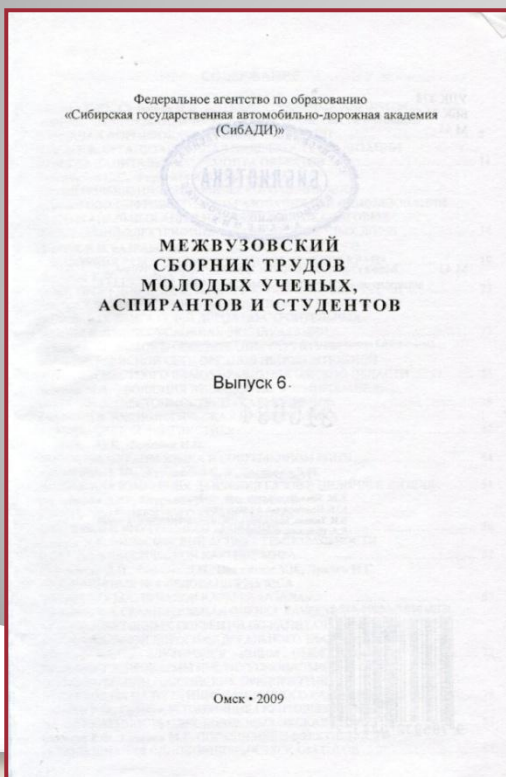 Федеральное агентство по образованию
«Сибирская государственная автомобильно-дорожная академия
(СибАДИ)»
БИБЛИОТЕКА
МЕЖВУЗОВСКИЙ
СБОРНИК ТРУДОВ
МОЛОДЫХ УЧЕНЫХ,
АСПИРАНТОВ И СТУДЕНТОВ
Выпуск 6
Омск • 2009